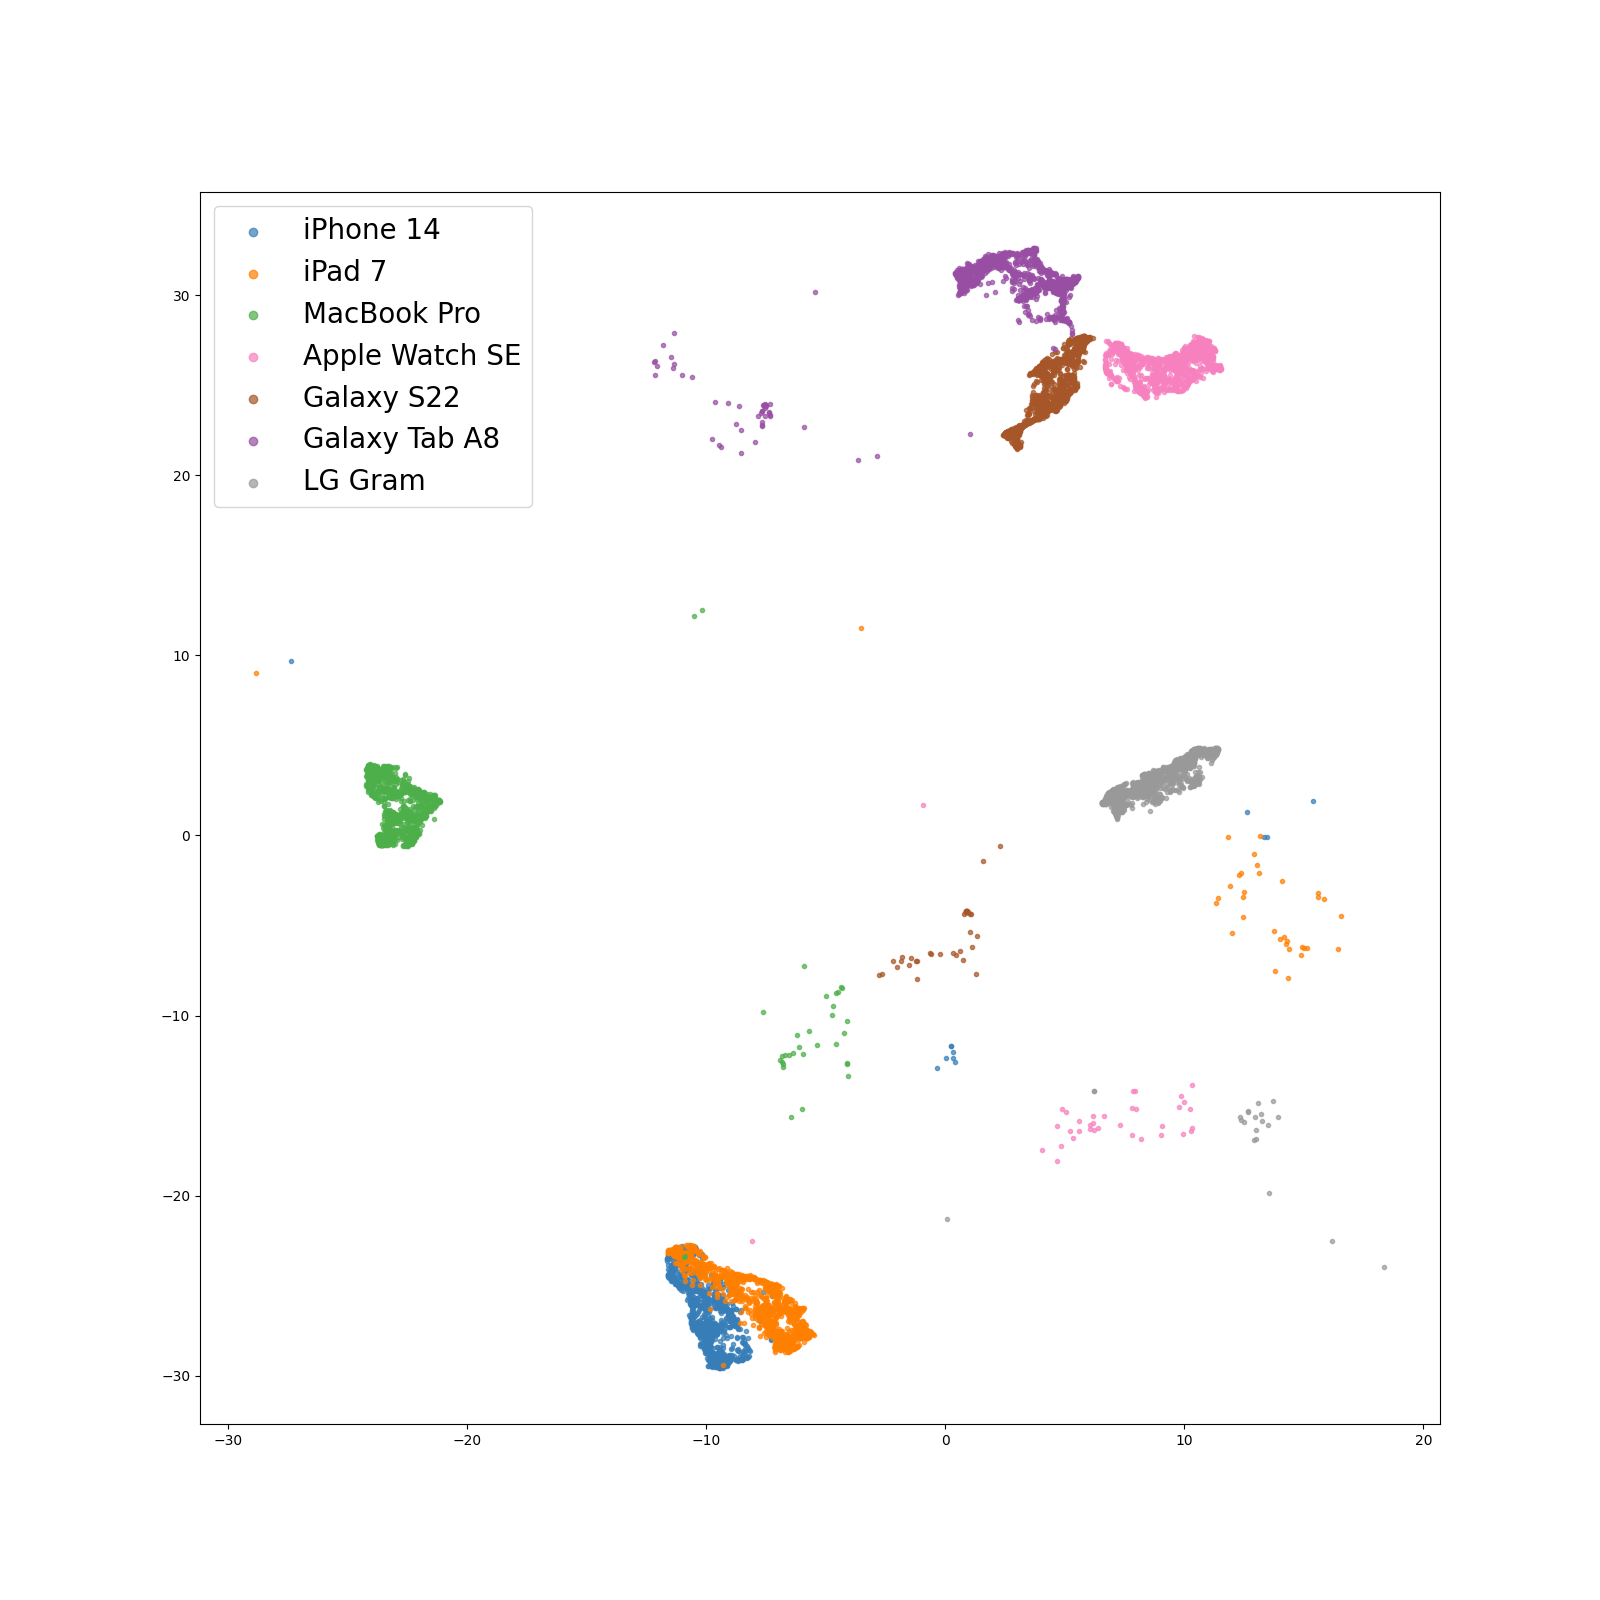 iPhone 14
iPad 7
MacBook Pro
Apple Watch SE
Galaxy S22
Galaxy Tab A8
LG Gram
30
20
10
0
−10
−20
−30
−30 −20 −10 0 10 20